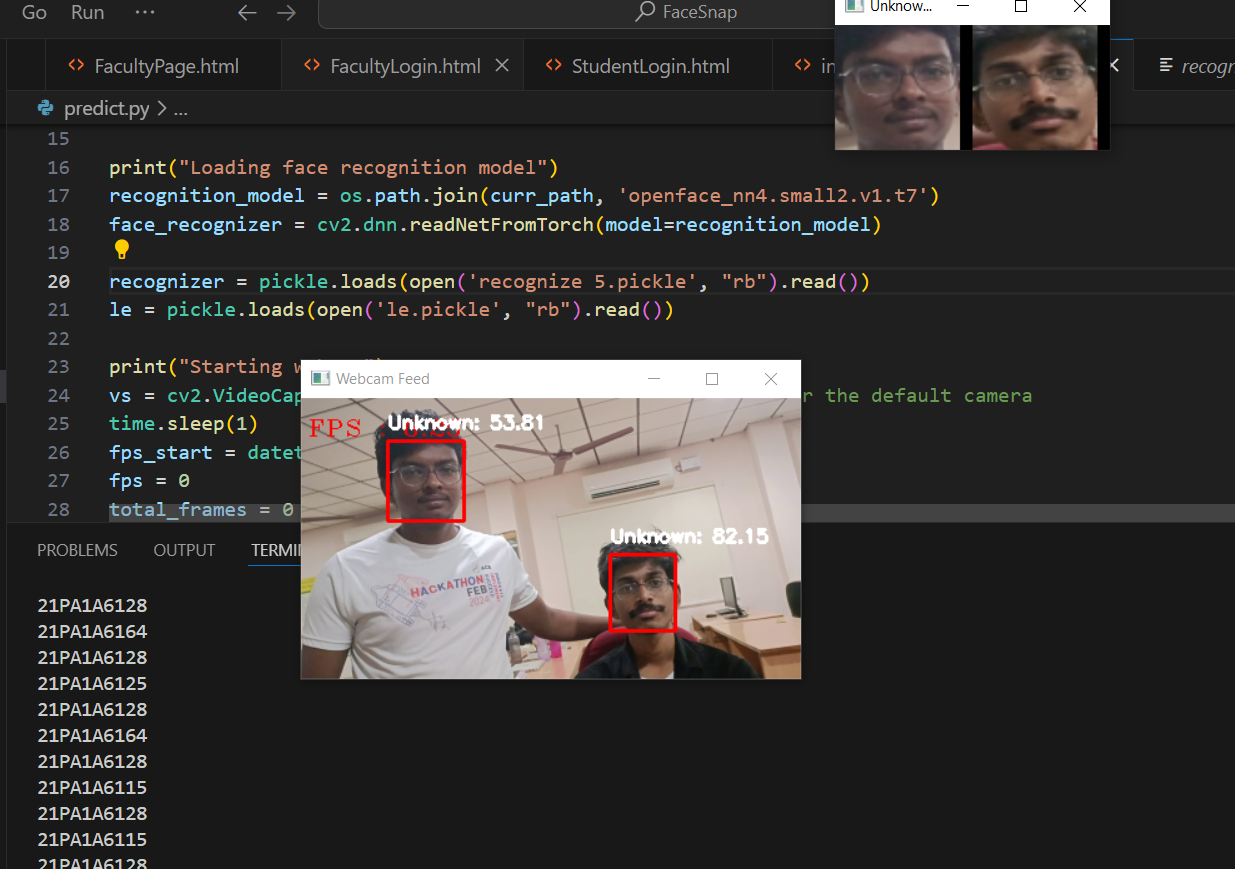 Go Run ... FaceSnap
Unknow...
FacultyPage.html FacultyLogin.html StudentLogin.html in recogn
predict.py > ...
15
16 print("Loading face recognition model")
17 recognition_model = os.path.join(curr_path, 'openface_nn4.small2.v1.t7')
18 face_recognizer = cv2.dnn.readNetFromTorch(model=recognition_model)
19
20 recognizer = pickle.loads(open('recognize 5.pickle', "rb").read())
21 le = pickle.loads(open('le.pickle', "rb").read())
22
23 print("Starting w
24 vs = cv2.VideoCap r the default camera
25 time.sleep(1)
26 fps_start = datet
27 fps = 0
28 total_frames = 0
Webcam Feed
FPS
Unknown: 53.81
Unknown: 82.15
HACKATHON
FEB
2024
PROBLEMS OUTPUT TERMI
21PA1A6128
21PA1A6164
21PA1A6128
21PA1A6125
21PA1A6128
21PA1A6164
21PA1A6128
21PA1A6115
21PA1A6128
21PA1A6115
21PA1A6128